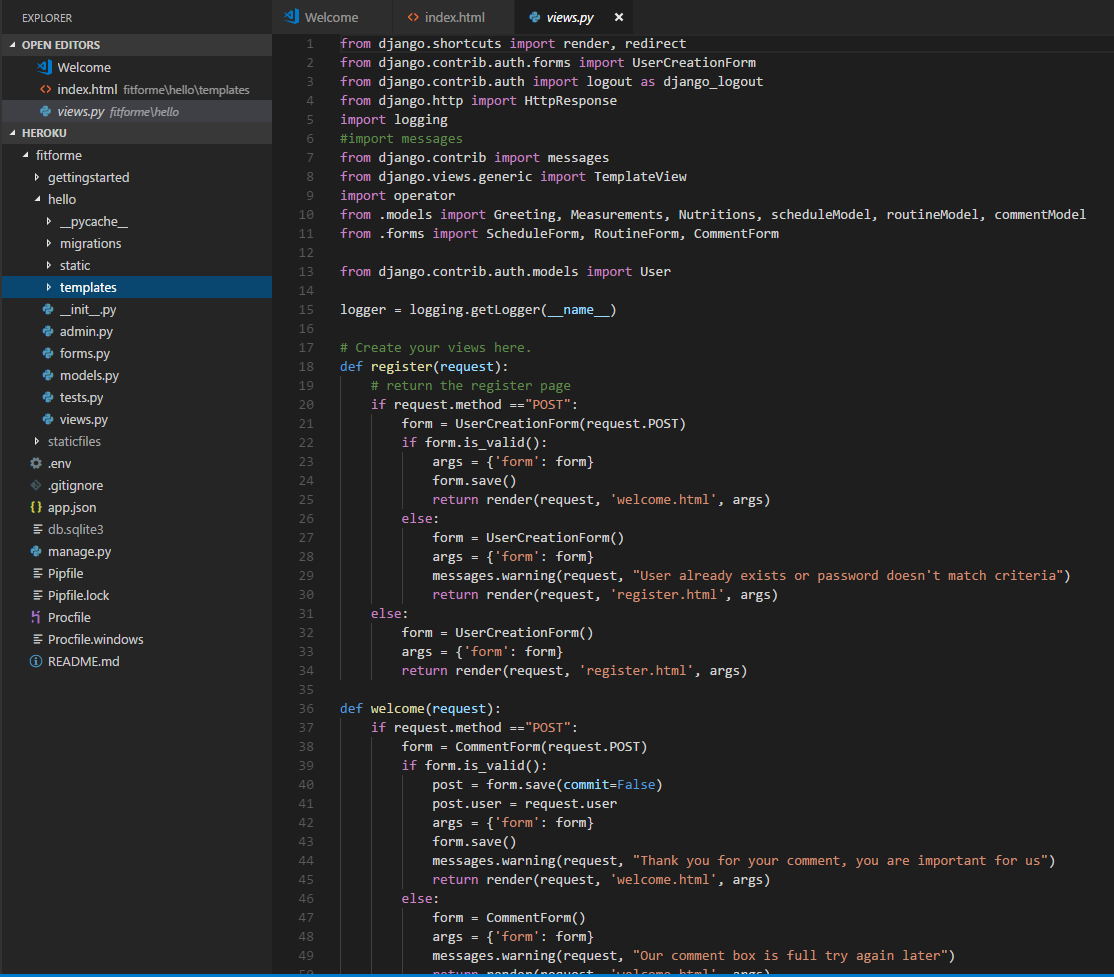 EXPLORER
OPEN EDITORS
Welcome
index.html fitforme\hello\templates
views.py fitforme\hello
HEROKU
fitforme
gettingstarted
hello
__pycache__
migrations
static
templates
__init__.py
admin.py
forms.py
models.py
tests.py
views.py
staticfiles
.env
.gitignore
app.json
db.sqlite3
manage.py
Pipfile
Pipfile.lock
Procfile
Procfile.windows
README.md
Welcome
index.html
views.py
1 from django.shortcuts import render, redirect
2 from django.contrib.auth.forms import UserCreationForm
3 from django.contrib.auth import logout as django_logout
4 from django.http import HttpResponse
5 import logging
6 #import messages
7 from django.contrib import messages
8 from django.views.generic import TemplateView
9 import operator
10 from .models import Greeting, Measurements, Nutritions, scheduleModel, routineModel, commentModel
11 from .forms import ScheduleForm, RoutineForm, CommentForm
12
13 from django.contrib.auth.models import User
14
15 logger = logging.getLogger(__name__)
16
17 # Create your views here.
18 def register(request):
19     # return the register page
20     if request.method =="POST":
21         form = UserCreationForm(request.POST)
22         if form.is_valid():
23             args = {'form': form}
24             form.save()
25             return render(request, 'welcome.html', args)
26         else:
27             form = UserCreationForm()
28             args = {'form': form}
29             messages.warning(request, "User already exists or password doesn't match criteria")
30             return render(request, 'register.html', args)
31     else:
32         form = UserCreationForm()
33         args = {'form': form}
34         return render(request, 'register.html', args)
35
36 def welcome(request):
37     if request.method =="POST":
38         form = CommentForm(request.POST)
39         if form.is_valid():
40             post = form.save(commit=False)
41             post.user = request.user
42             args = {'form': form}
43             form.save()
44             messages.warning(request, "Thank you for your comment, you are important for us")
45             return render(request, 'welcome.html', args)
46         else:
47             form = CommentForm()
48             args = {'form': form}
49             messages.warning(request, "Our comment box is full try again later")
50             return render(request, 'welcome.html', args)